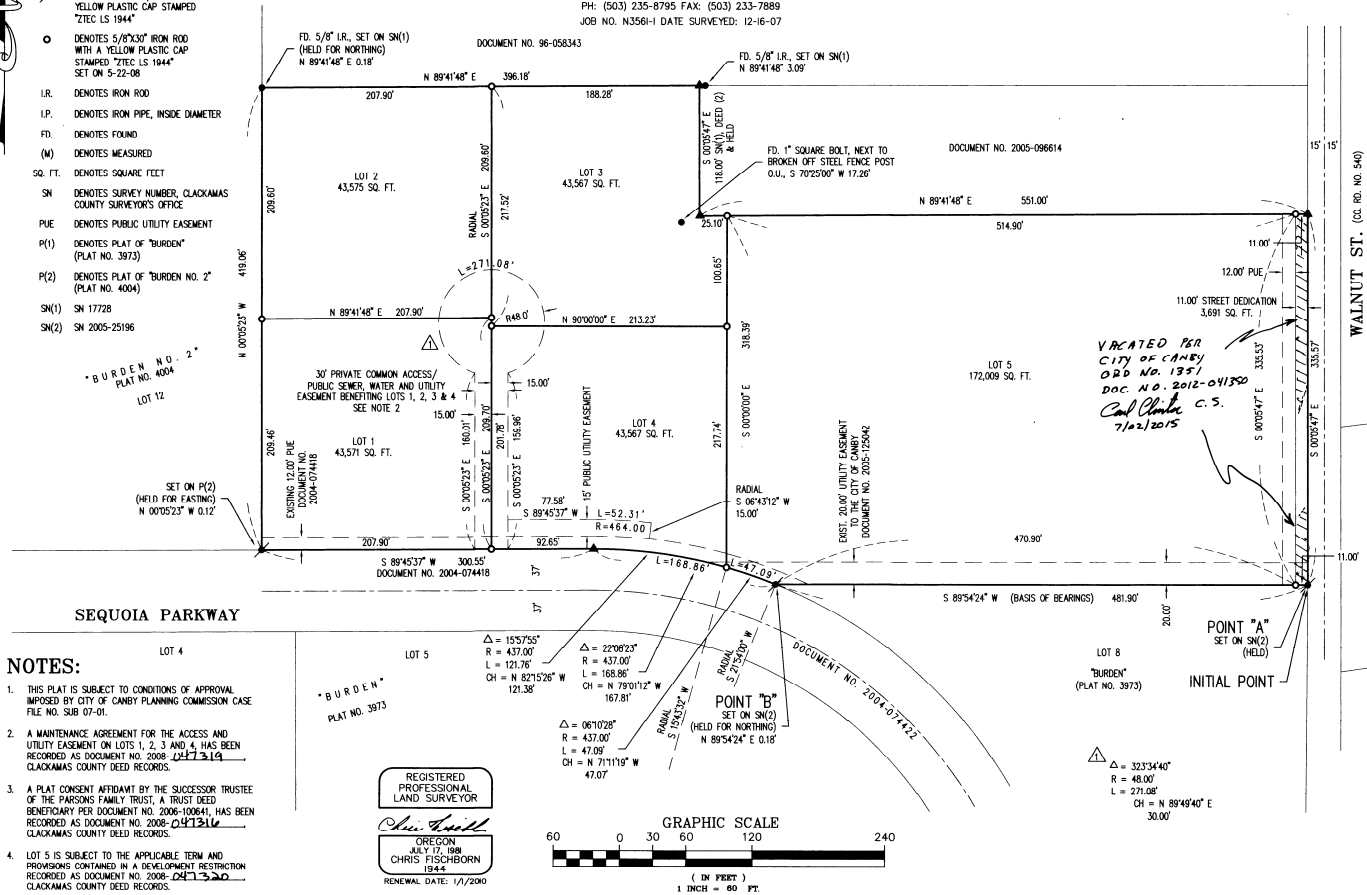 YELLOW PLASTIC CAP STAMPED
"ZTEC LS 1944"
DENOTES 5/8"X30" IRON ROD
WITH A YELLOW PLASTIC CAP
STAMPED "ZTEC LS 1944"
SET ON 5-22-08
I.R. DENOTES IRON ROD
I.P. DENOTES IRON PIPE, INSIDE DIAMETER
FD. DENOTES FOUND
(M) DENOTES MEASURED
SQ. FT. DENOTES SQUARE FEET
SN DENOTES SURVEY NUMBER, CLACKAMAS
COUNTY SURVEYOR'S OFFICE
PUE DENOTES PUBLIC UTILITY EASEMENT
P(1) DENOTES PLAT OF "BURDEN"
(PLAT NO. 3973)
P(2) DENOTES PLAT OF "BURDEN NO. 2"
(PLAT NO. 4004)
SN(1) SN 17728
SN(2) SN 2005-25196
PH: (503) 235-8795 FAX: (503) 233-7889
JOB NO. N3561-1 DATE SURVEYED: 12-16-07
FD. 5/8" I.R., SET ON SN(1)
(HELD FOR NORTHING)
N 89°41'48" E 0.18'
DOCUMENT NO. 96-058343
FD. 5/8" I.R., SET ON SN(1)
N 89°41'48" 3.09'
N 89°41'48" E 396.18'
207.90'
188.28'
S 00°05'47" E
118.00' SN(1), DEED (2)
& HELD
FD. 1" SQUARE BOLT, NEXT TO
BROKEN OFF STEEL FENCE POST
O.U., S 70°25'00" W 17.26'
DOCUMENT NO. 2005-096614
15' 15'
WALNUT ST. (CO. RD. NO. 540)
LOT 2
43,575 SQ. FT.
LOT 3
43,567 SQ. FT.
209.60'
RADIAL
S 00°05'23" E 209.60'
217.52'
N 89°41'48" E 551.00'
25.10'
514.90'
11.00'
12.00' PUE
11.00' STREET DEDICATION
3,691 SQ. FT.
N 00°05'23" W 419.06'
L=271.08'
R48.0'
100.65'
N 89°41'48" E 207.90'
N 90°00'00" E 213.23'
318.39'
1
"BURDEN NO. 2"
PLAT NO. 4004
LOT 12
30' PRIVATE COMMON ACCESS/
PUBLIC SEWER, WATER AND UTILITY
EASEMENT BENEFITING LOTS 1, 2, 3 & 4
SEE NOTE 2
15.00'
15.00'
LOT 5
172,009 SQ. FT.
VACATED PER
CITY OF CANBY
ORD NO. 1351
DOC. NO. 2012-041350
Carl Clinton C.S.
7/02/2015
S 00°05'47" E 335.53'
335.57'
S 00°05'47" E
LOT 1
43,571 SQ. FT.
LOT 4
43,567 SQ. FT.
209.46'
EXISTING 12.00' PUE
DOCUMENT NO.
2004-074418
S 00°05'23" E 160.01'
S 00°05'23" E 209.70'
201.78'
S 00°05'23" E 159.96'
15' PUBLIC UTILITY EASEMENT
217.74'
S 00°00'00" E
EXIST. 20.00' UTILITY EASEMENT
TO THE CITY OF CANBY
DOCUMENT NO. 2005-125042
SET ON P(2)
(HELD FOR EASTING)
N 00°05'23" W 0.12'
77.58'
S 89°45'37" W
L=52.31'
R=464.00
RADIAL
S 06°43'12" W
15.00'
470.90'
11.00'
207.90'
92.65'
S 89°45'37" W 300.55'
DOCUMENT NO. 2004-074418
37'
37'
L=168.86'
L=47.09'
S 89°54'24" W (BASIS OF BEARINGS) 481.90'
20.00'
SEQUOIA PARKWAY
LOT 4
LOT 5
"BURDEN"
PLAT NO. 3973
Δ = 15°57'55"
R = 437.00'
L = 121.76'
CH = N 82°15'26" W
121.38'
Δ = 22°08'23"
R = 437.00'
L = 168.86'
CH = N 79°01'12" W
167.81'
Δ = 06°10'28"
R = 437.00'
L = 47.09'
CH = N 71°11'19" W
47.07'
RADIAL
S 15°43'32" W
RADIAL
S 21°54'00" W
POINT "B"
SET ON SN(2)
(HELD FOR NORTHING)
N 89°54'24" E 0.18'
DOCUMENT NO. 2004-074422
LOT 8
"BURDEN"
(PLAT NO. 3973)
POINT "A"
SET ON SN(2)
(HELD)
INITIAL POINT
1
Δ = 323°34'40"
R = 48.00'
L = 271.08'
CH = N 89°49'40" E
30.00'
NOTES:
1. THIS PLAT IS SUBJECT TO CONDITIONS OF APPROVAL
IMPOSED BY CITY OF CANBY PLANNING COMMISSION CASE
FILE NO. SUB 07-01.
2. A MAINTENANCE AGREEMENT FOR THE ACCESS AND
UTILITY EASEMENT ON LOTS 1, 2, 3 AND 4, HAS BEEN
RECORDED AS DOCUMENT NO. 2008-047319,
CLACKAMAS COUNTY DEED RECORDS.
3. A PLAT CONSENT AFFIDAVIT BY THE SUCCESSOR TRUSTEE
OF THE PARSONS FAMILY TRUST, A TRUST DEED
BENEFICIARY PER DOCUMENT NO. 2006-100641, HAS BEEN
RECORDED AS DOCUMENT NO. 2008-047316,
CLACKAMAS COUNTY DEED RECORDS.
4. LOT 5 IS SUBJECT TO THE APPLICABLE TERM AND
PROVISIONS CONTAINED IN A DEVELOPMENT RESTRICTION
RECORDED AS DOCUMENT NO. 2008-047320,
CLACKAMAS COUNTY DEED RECORDS.
REGISTERED
PROFESSIONAL
LAND SURVEYOR
Chris Fischborn
OREGON
JULY 17, 1981
CHRIS FISCHBORN
1944
RENEWAL DATE: 1/1/2010
GRAPHIC SCALE
60 0 30 60 120 240
( IN FEET )
1 INCH = 60 FT.